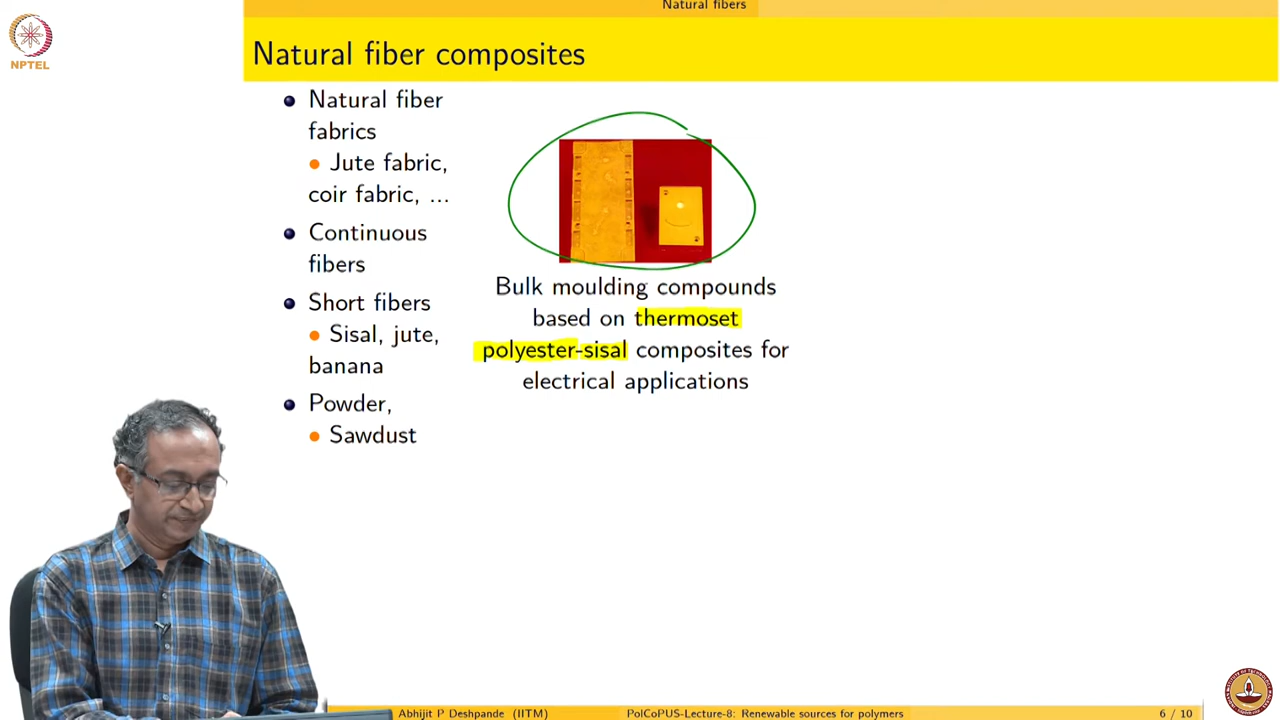 Natural fibers
NPTEL
Natural fiber composites
• Natural fiber
fabrics
• Jute fabric,
coir fabric, ...
• Continuous
fibers
• Short fibers
• Sisal, jute,
banana
• Powder,
• Sawdust
Bulk moulding compounds
based on thermoset
polyester-sisal composites for
electrical applications
Abhijit P Deshpande (IITM)
PolCoPUS-Lecture-8: Renewable sources for polymers
6 / 10